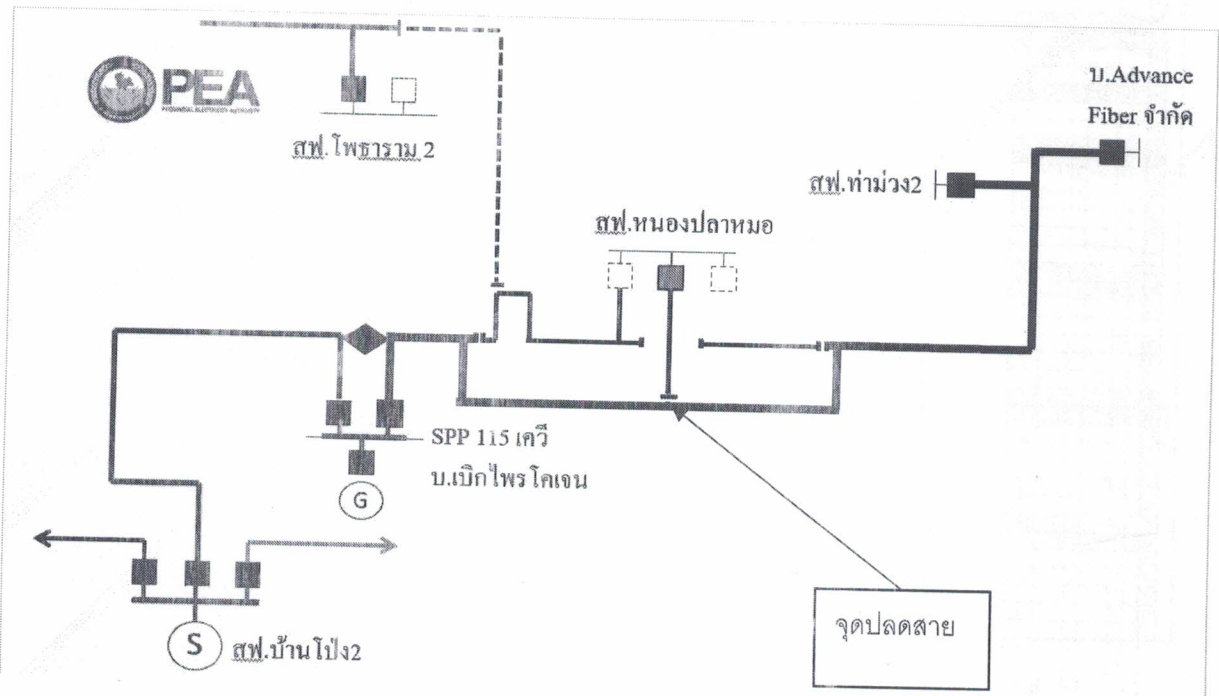 PEA
PROVINCIAL ELECTRICITY AUTHORITY
สฟ.โพธาราม 2
บ.Advance
Fiber จำกัด
สฟ.ท่าม่วง2
สฟ.หนองปลาหมอ
SPP 115 เควี
บ.เบิกไพรโคเจน
G
จุดปลดสาย
S
สฟ.บ้านโป่ง2